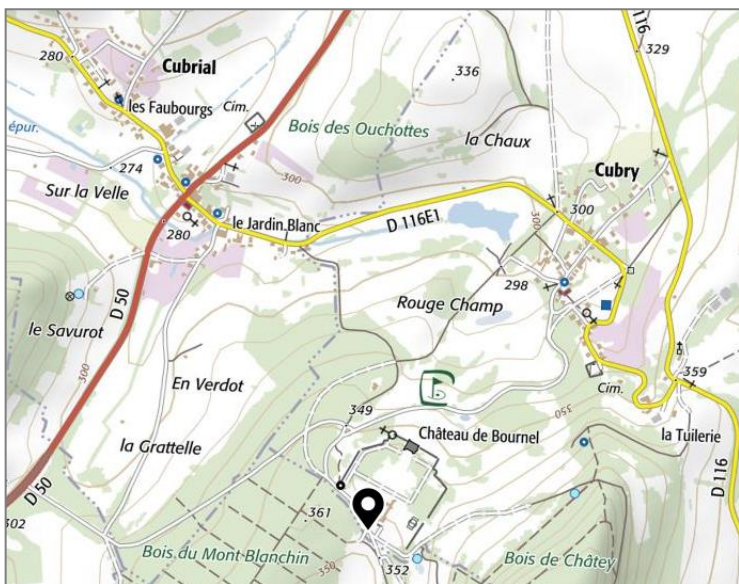 D 116
329
280
Cubrial
336
les Faubourgs
Cim.
Bois des Ouchottes
épur.
la Chaux
Cubry
274
300
Sur la Velle
300
300
le Jardin Blanc
D 116E1
280
298
Rouge Champ
D 50
le Savurot
300
En Verdot
359
349
350
Cim.
la Grattelle
Château de Bournel
la Tuilerie
D 50
D 116
302
361
Bois du Mont Blanchin
350
352
Bois de Châtey